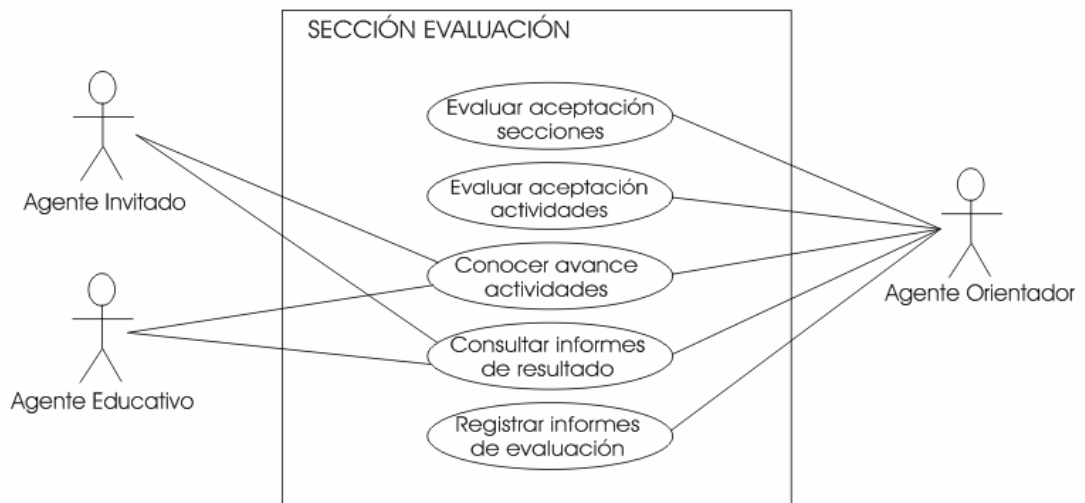 SECCIÓN EVALUACIÓN
Evaluar aceptación
secciones
Agente Invitado
Evaluar aceptación
actividades
Conocer avance
actividades
Agente Orientador
Consultar informes
de resultado
Agente Educativo
Registrar informes
de evaluación